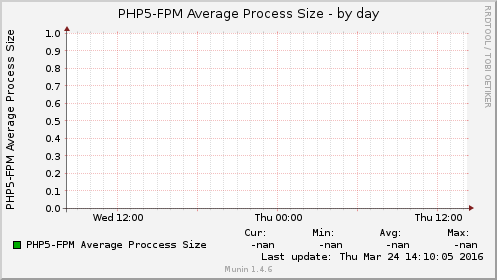 PHP5-FPM Average Process Size - by day
RRDTOOL / TOBI OETIKER
PHP5-FPM Average Process Size
1.0
0.9
0.8
0.7
0.6
0.5
0.4
0.3
0.2
0.1
0.0
Wed 12:00 Thu 00:00 Thu 12:00
Cur: Min: Avg: Max:
PHP5-FPM Average Proccess Size -nan -nan -nan -nan
Last update: Thu Mar 24 14:10:05 2016
Munin 1.4.6